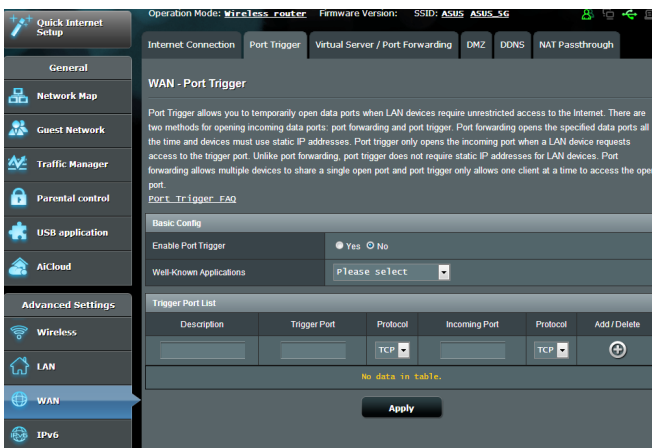 Quick Internet
Setup
Operation Mode: Wireless router Firmware Version: SSID: ASUS ASUS_5G
Internet Connection Port Trigger Virtual Server / Port Forwarding DMZ DDNS NAT Passthrough
General
Network Map
Guest Network
Traffic Manager
Parental control
USB application
AiCloud
Advanced Settings
Wireless
LAN
WAN
IPv6
WAN - Port Trigger
Port Trigger allows you to temporarily open data ports when LAN devices require unrestricted access to the Internet. There are
two methods for opening incoming data ports: port forwarding and port trigger. Port forwarding opens the specified data ports all
the time and devices must use static IP addresses. Port trigger only opens the incoming port when a LAN device requests
access to the trigger port. Unlike port forwarding, port trigger does not require static IP addresses for LAN devices. Port
forwarding allows multiple devices to share a single open port and port trigger only allows one client at a time to access the ope
port.
Port Trigger FAQ
Basic Config
Enable Port Trigger Yes No
Well-Known Applications Please select
Trigger Port List
Description Trigger Port Protocol Incoming Port Protocol Add / Delete
TCP TCP
No data in table.
Apply